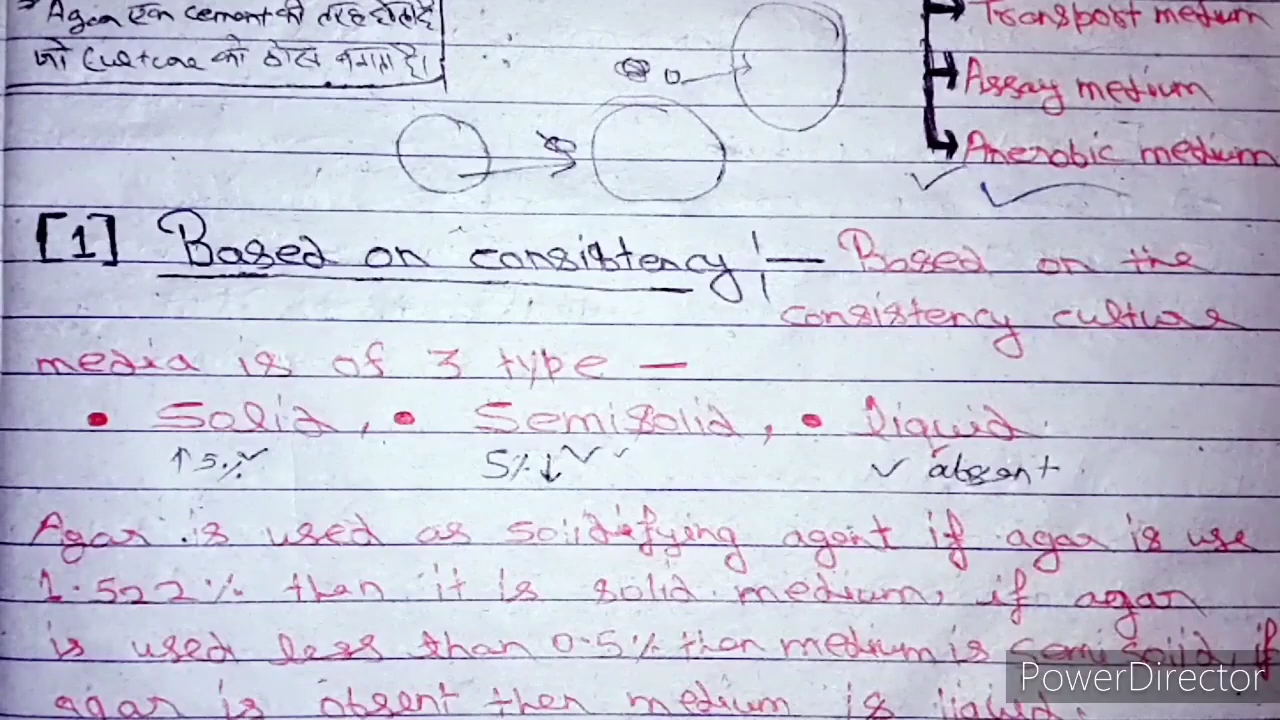 Agar एक cement की तरह होता है
जो Culture को ठोस बनाता है।
Transport medium
Assay medium
Anerobic medium
[1] Based on consistency :— Based on the
consistency culture
media is of 3 type —
• Solid, • Semisolid, • liquid.
↑5% 5%↓ absent
Agar is used as solidifying agent if agar is use
1.5-2% than it is solid medium, if agar
is used less than 0.5% than medium is semisolid, if
agar is absent then medium is liquid.
PowerDirector